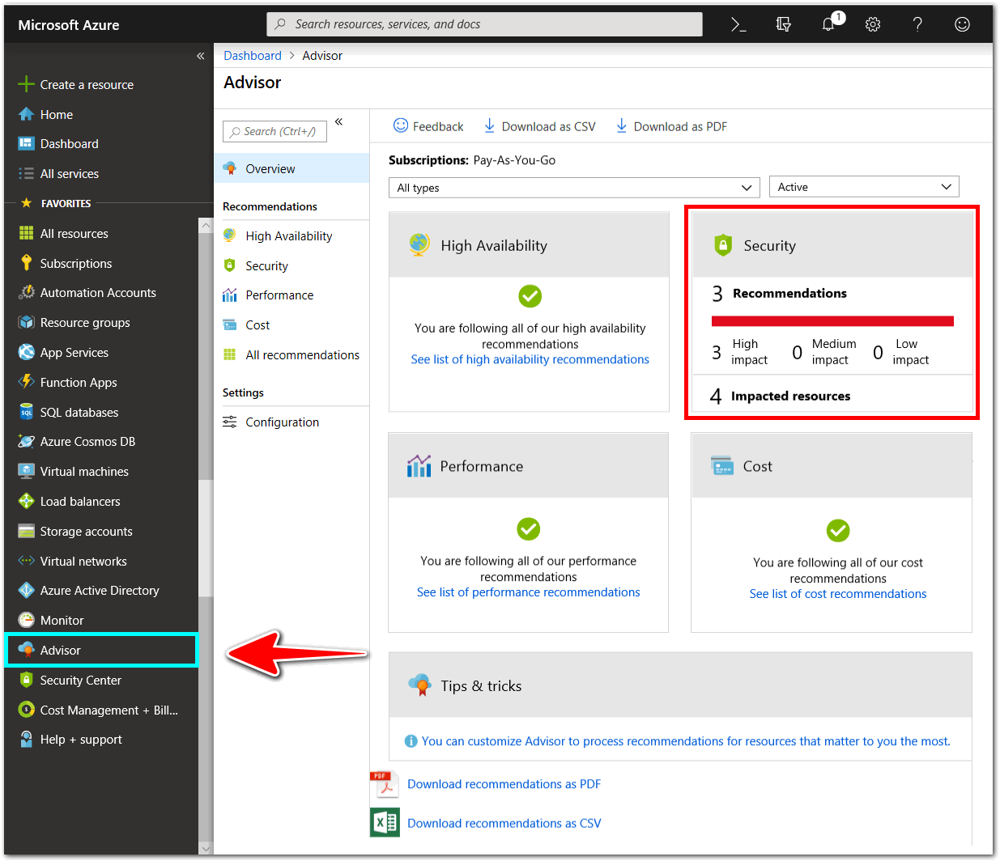 Microsoft Azure
Search resources, services, and docs
1
Create a resource
Home
Dashboard
All services
FAVORITES
All resources
Subscriptions
Automation Accounts
Resource groups
App Services
Function Apps
SQL databases
Azure Cosmos DB
Virtual machines
Load balancers
Storage accounts
Virtual networks
Azure Active Directory
Monitor
Advisor
Security Center
Cost Management + Bill...
Help + support
Dashboard > Advisor
Advisor
Search (Ctrl+/)
Overview
Recommendations
High Availability
Security
Performance
Cost
All recommendations
Settings
Configuration
Feedback
Download as CSV
Download as PDF
Subscriptions: Pay-As-You-Go
All types
Active
High Availability
You are following all of our high availability
recommendations
See list of high availability recommendations
Security
3 Recommendations
3 High impact
0 Medium impact
0 Low impact
4 Impacted resources
Performance
You are following all of our performance
recommendations
See list of performance recommendations
Cost
You are following all of our cost
recommendations
See list of cost recommendations
Tips & tricks
You can customize Advisor to process recommendations for resources that matter to you the most.
PDF
Download recommendations as PDF
Download recommendations as CSV